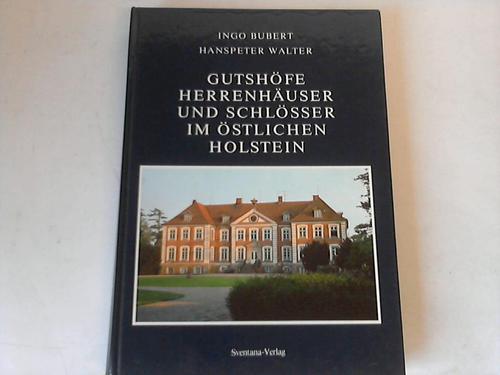 INGO BUBERT
HANSPETER WALTER
GUTSHÖFE
HERRENHÄUSER
UND SCHLÖSSER
IM ÖSTLICHEN
HOLSTEIN
Sventana-Verlag